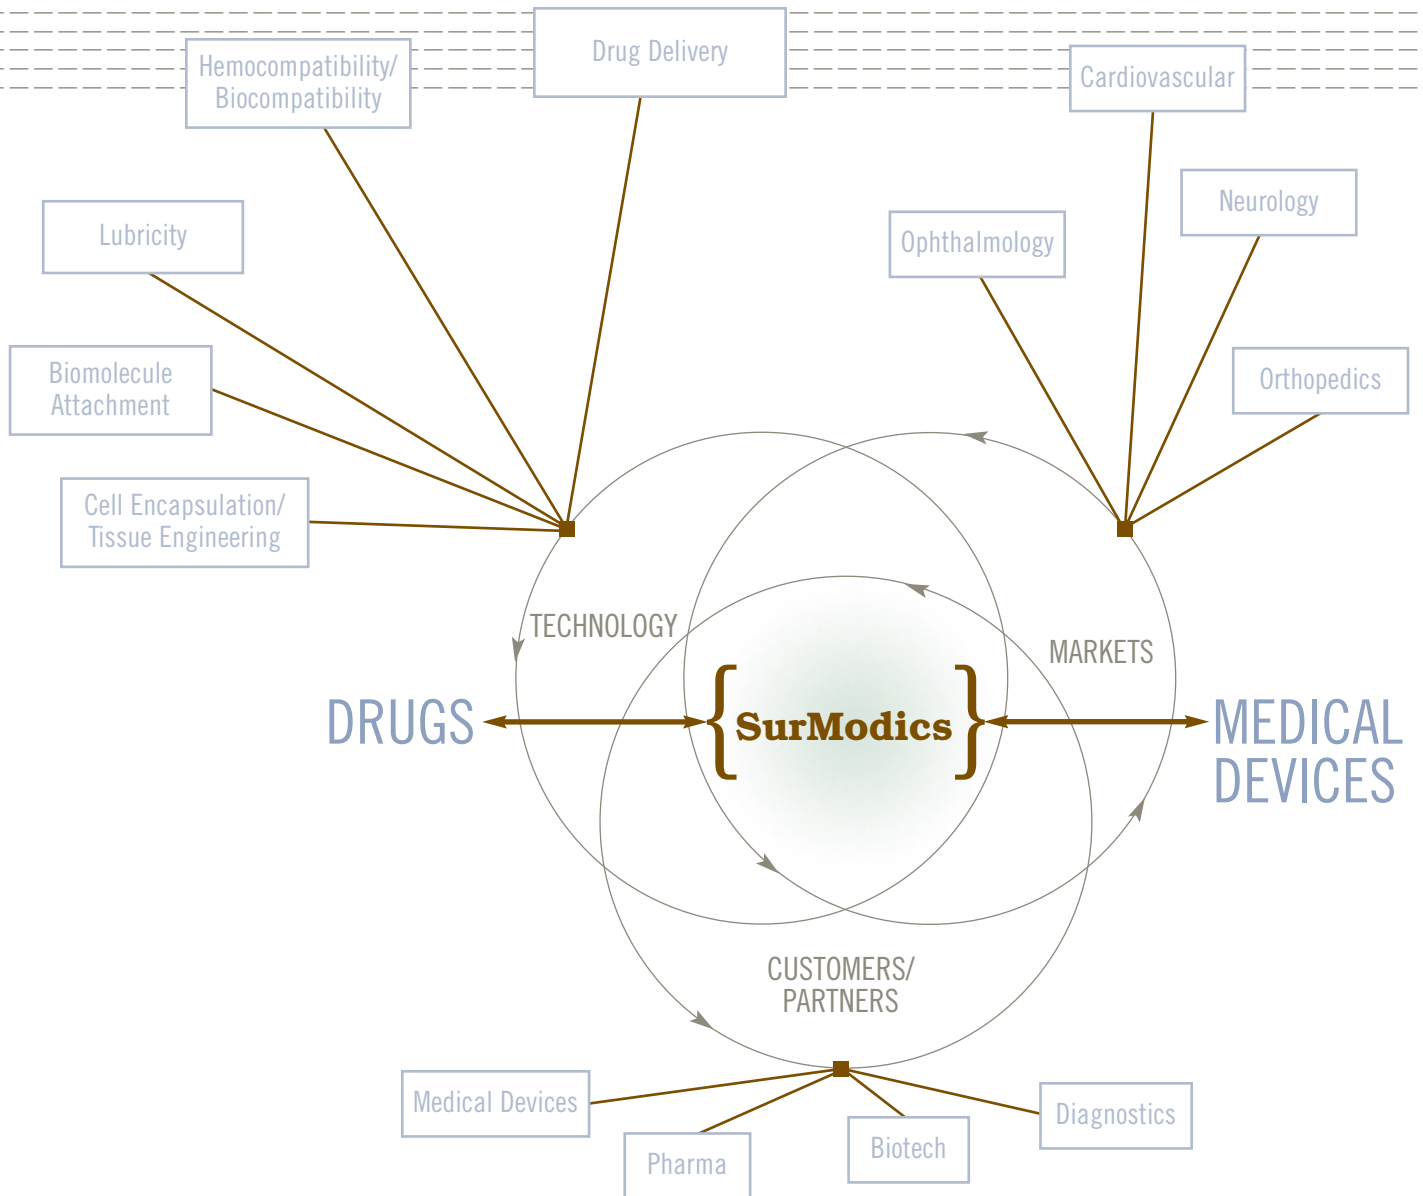 Drug Delivery
Hemocompatibility/
Biocompatibility
Cardiovascular
Lubricity
Neurology
Ophthalmology
Biomolecule
Attachment
Orthopedics
Cell Encapsulation/
Tissue Engineering
TECHNOLOGY
MARKETS
DRUGS
{SurModics}
MEDICAL
DEVICES
CUSTOMERS/
PARTNERS
Medical Devices
Pharma
Biotech
Diagnostics